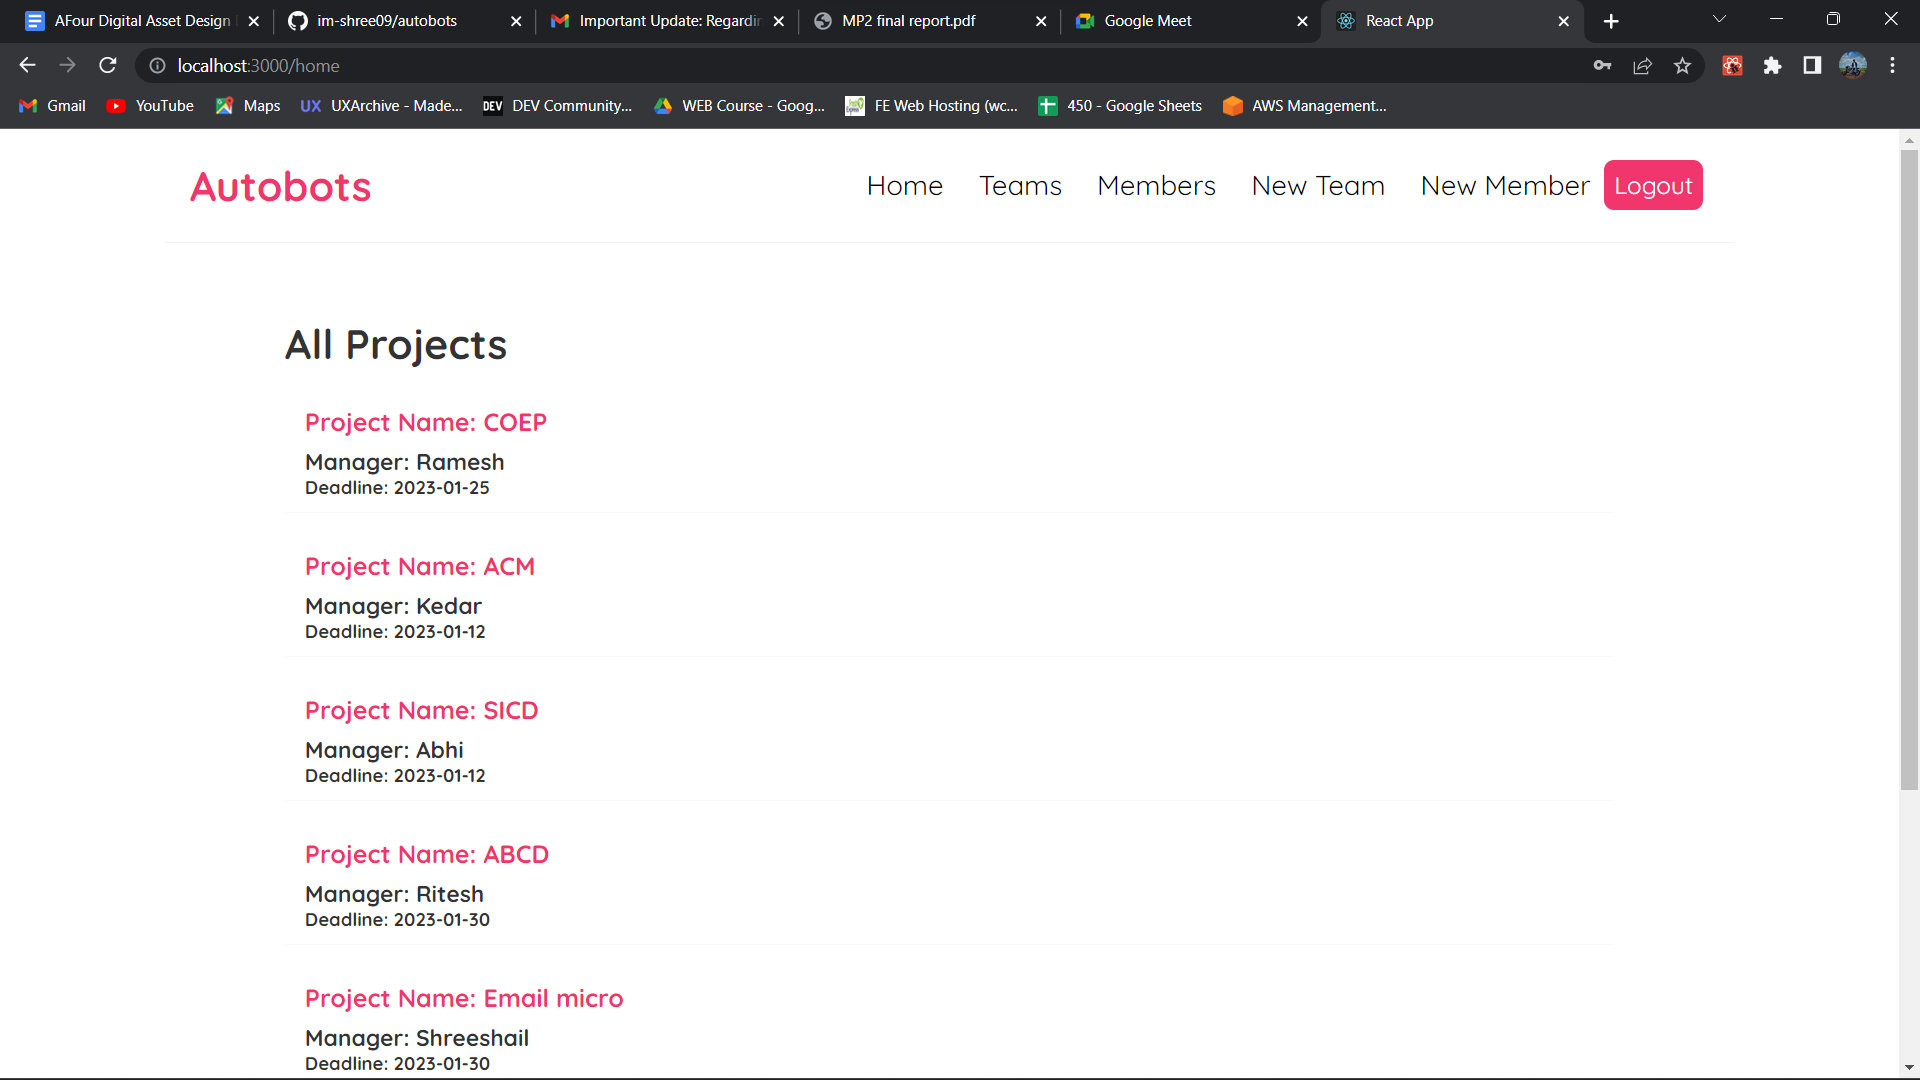 AFour Digital Asset Design
im-shree09/autobots
Important Update: Regardin
MP2 final report.pdf
Google Meet
React App
localhost:3000/home
Gmail
YouTube
Maps
UX UXArchive - Made...
DEV DEV Community...
WEB Course - Goog...
FE Web Hosting (wc...
450 - Google Sheets
AWS Management...
Autobots
Home
Teams
Members
New Team
New Member
Logout
All Projects
Project Name: COEP
Manager: Ramesh
Deadline: 2023-01-25
Project Name: ACM
Manager: Kedar
Deadline: 2023-01-12
Project Name: SICD
Manager: Abhi
Deadline: 2023-01-12
Project Name: ABCD
Manager: Ritesh
Deadline: 2023-01-30
Project Name: Email micro
Manager: Shreeshail
Deadline: 2023-01-30